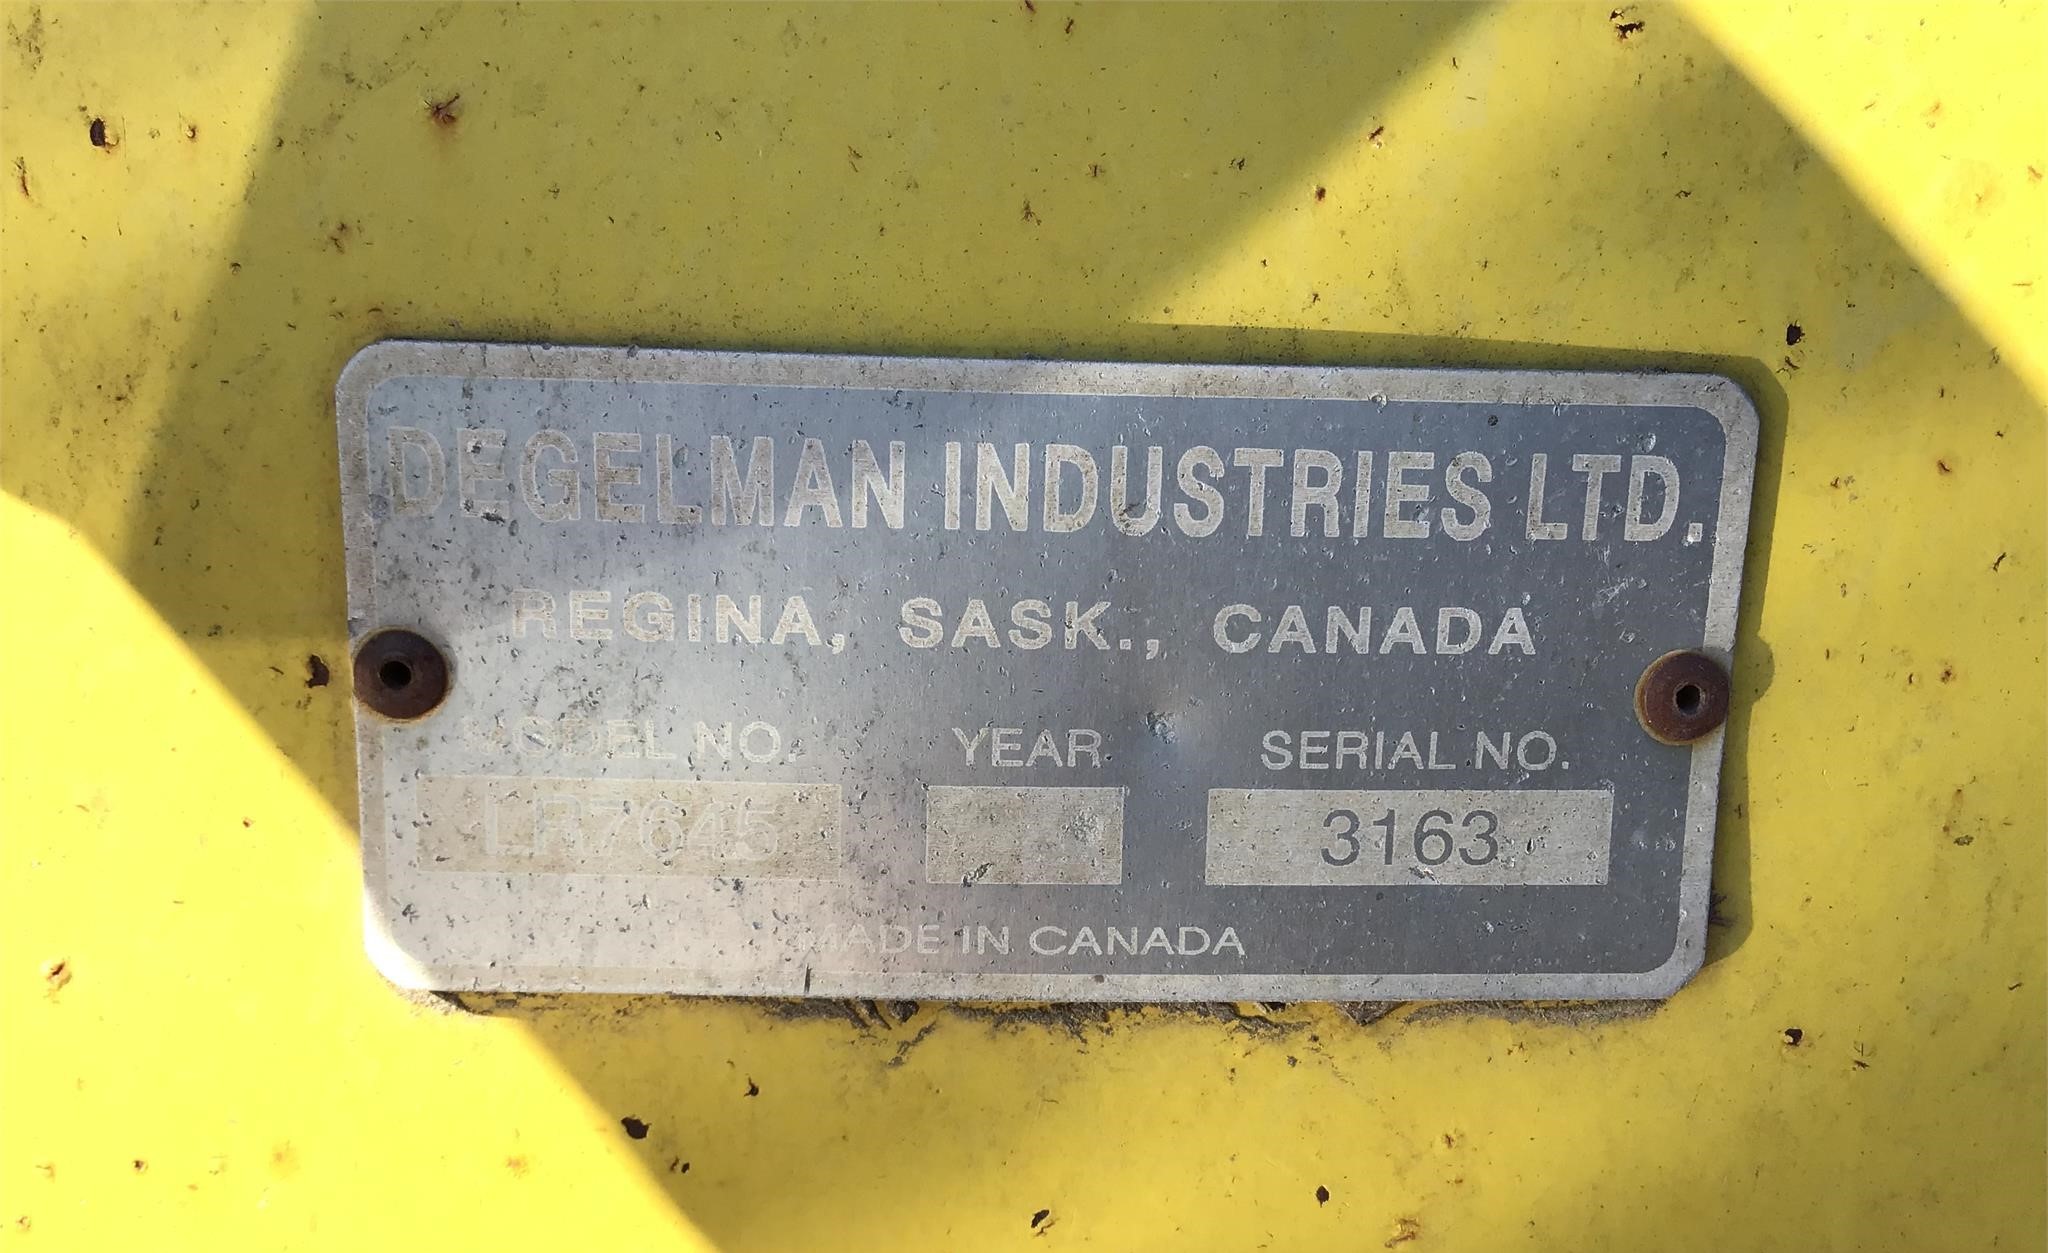 DEGELMAN INDUSTRIES LTD.
REGINA, SASK., CANADA
MODEL NO. YEAR SERIAL NO.
LR7645 3163
MADE IN CANADA